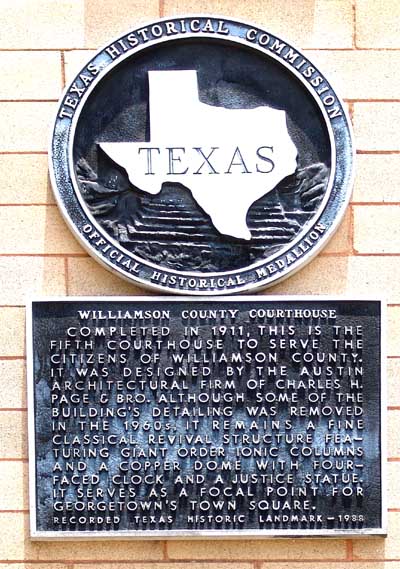 TEXAS HISTORICAL COMMISSION
TEXAS
OFFICIAL HISTORICAL MEDALLION
WILLIAMSON COUNTY COURTHOUSE
COMPLETED IN 1911, THIS IS THE
FIFTH COURTHOUSE TO SERVE THE
CITIZENS OF WILLIAMSON COUNTY.
IT WAS DESIGNED BY THE AUSTIN
ARCHITECTURAL FIRM OF CHARLES H.
PAGE & BRO. ALTHOUGH SOME OF THE
BUILDING'S DETAILING WAS REMOVED
IN THE 1960s, IT REMAINS A FINE
CLASSICAL REVIVAL STRUCTURE FEA-
TURING GIANT ORDER IONIC COLUMNS
AND A COPPER DOME WITH FOUR-
FACED CLOCK AND A JUSTICE STATUE.
IT SERVES AS A FOCAL POINT FOR
GEORGETOWN'S TOWN SQUARE.
RECORDED TEXAS HISTORIC LANDMARK – 1988